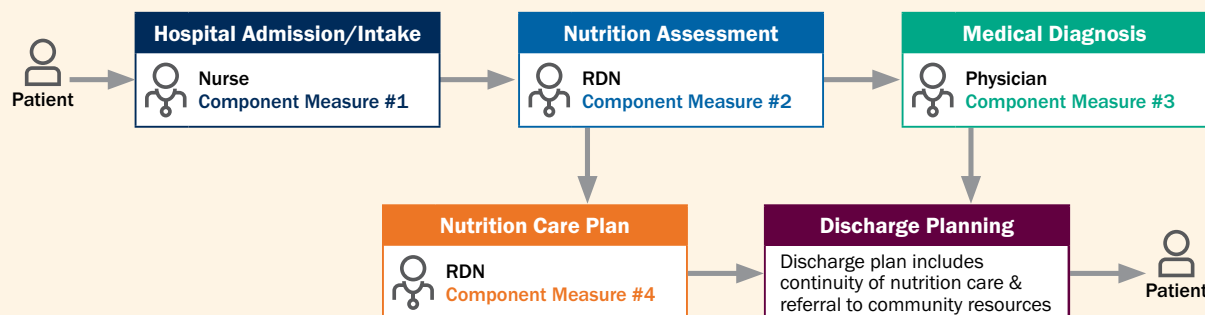 Patient
Hospital Admission/Intake
Nurse
Component Measure #1
Nutrition Assessment
RDN
Component Measure #2
Medical Diagnosis
Physician
Component Measure #3
Nutrition Care Plan
RDN
Component Measure #4
Discharge Planning
Discharge plan includes
continuity of nutrition care &
referral to community resources
Patient